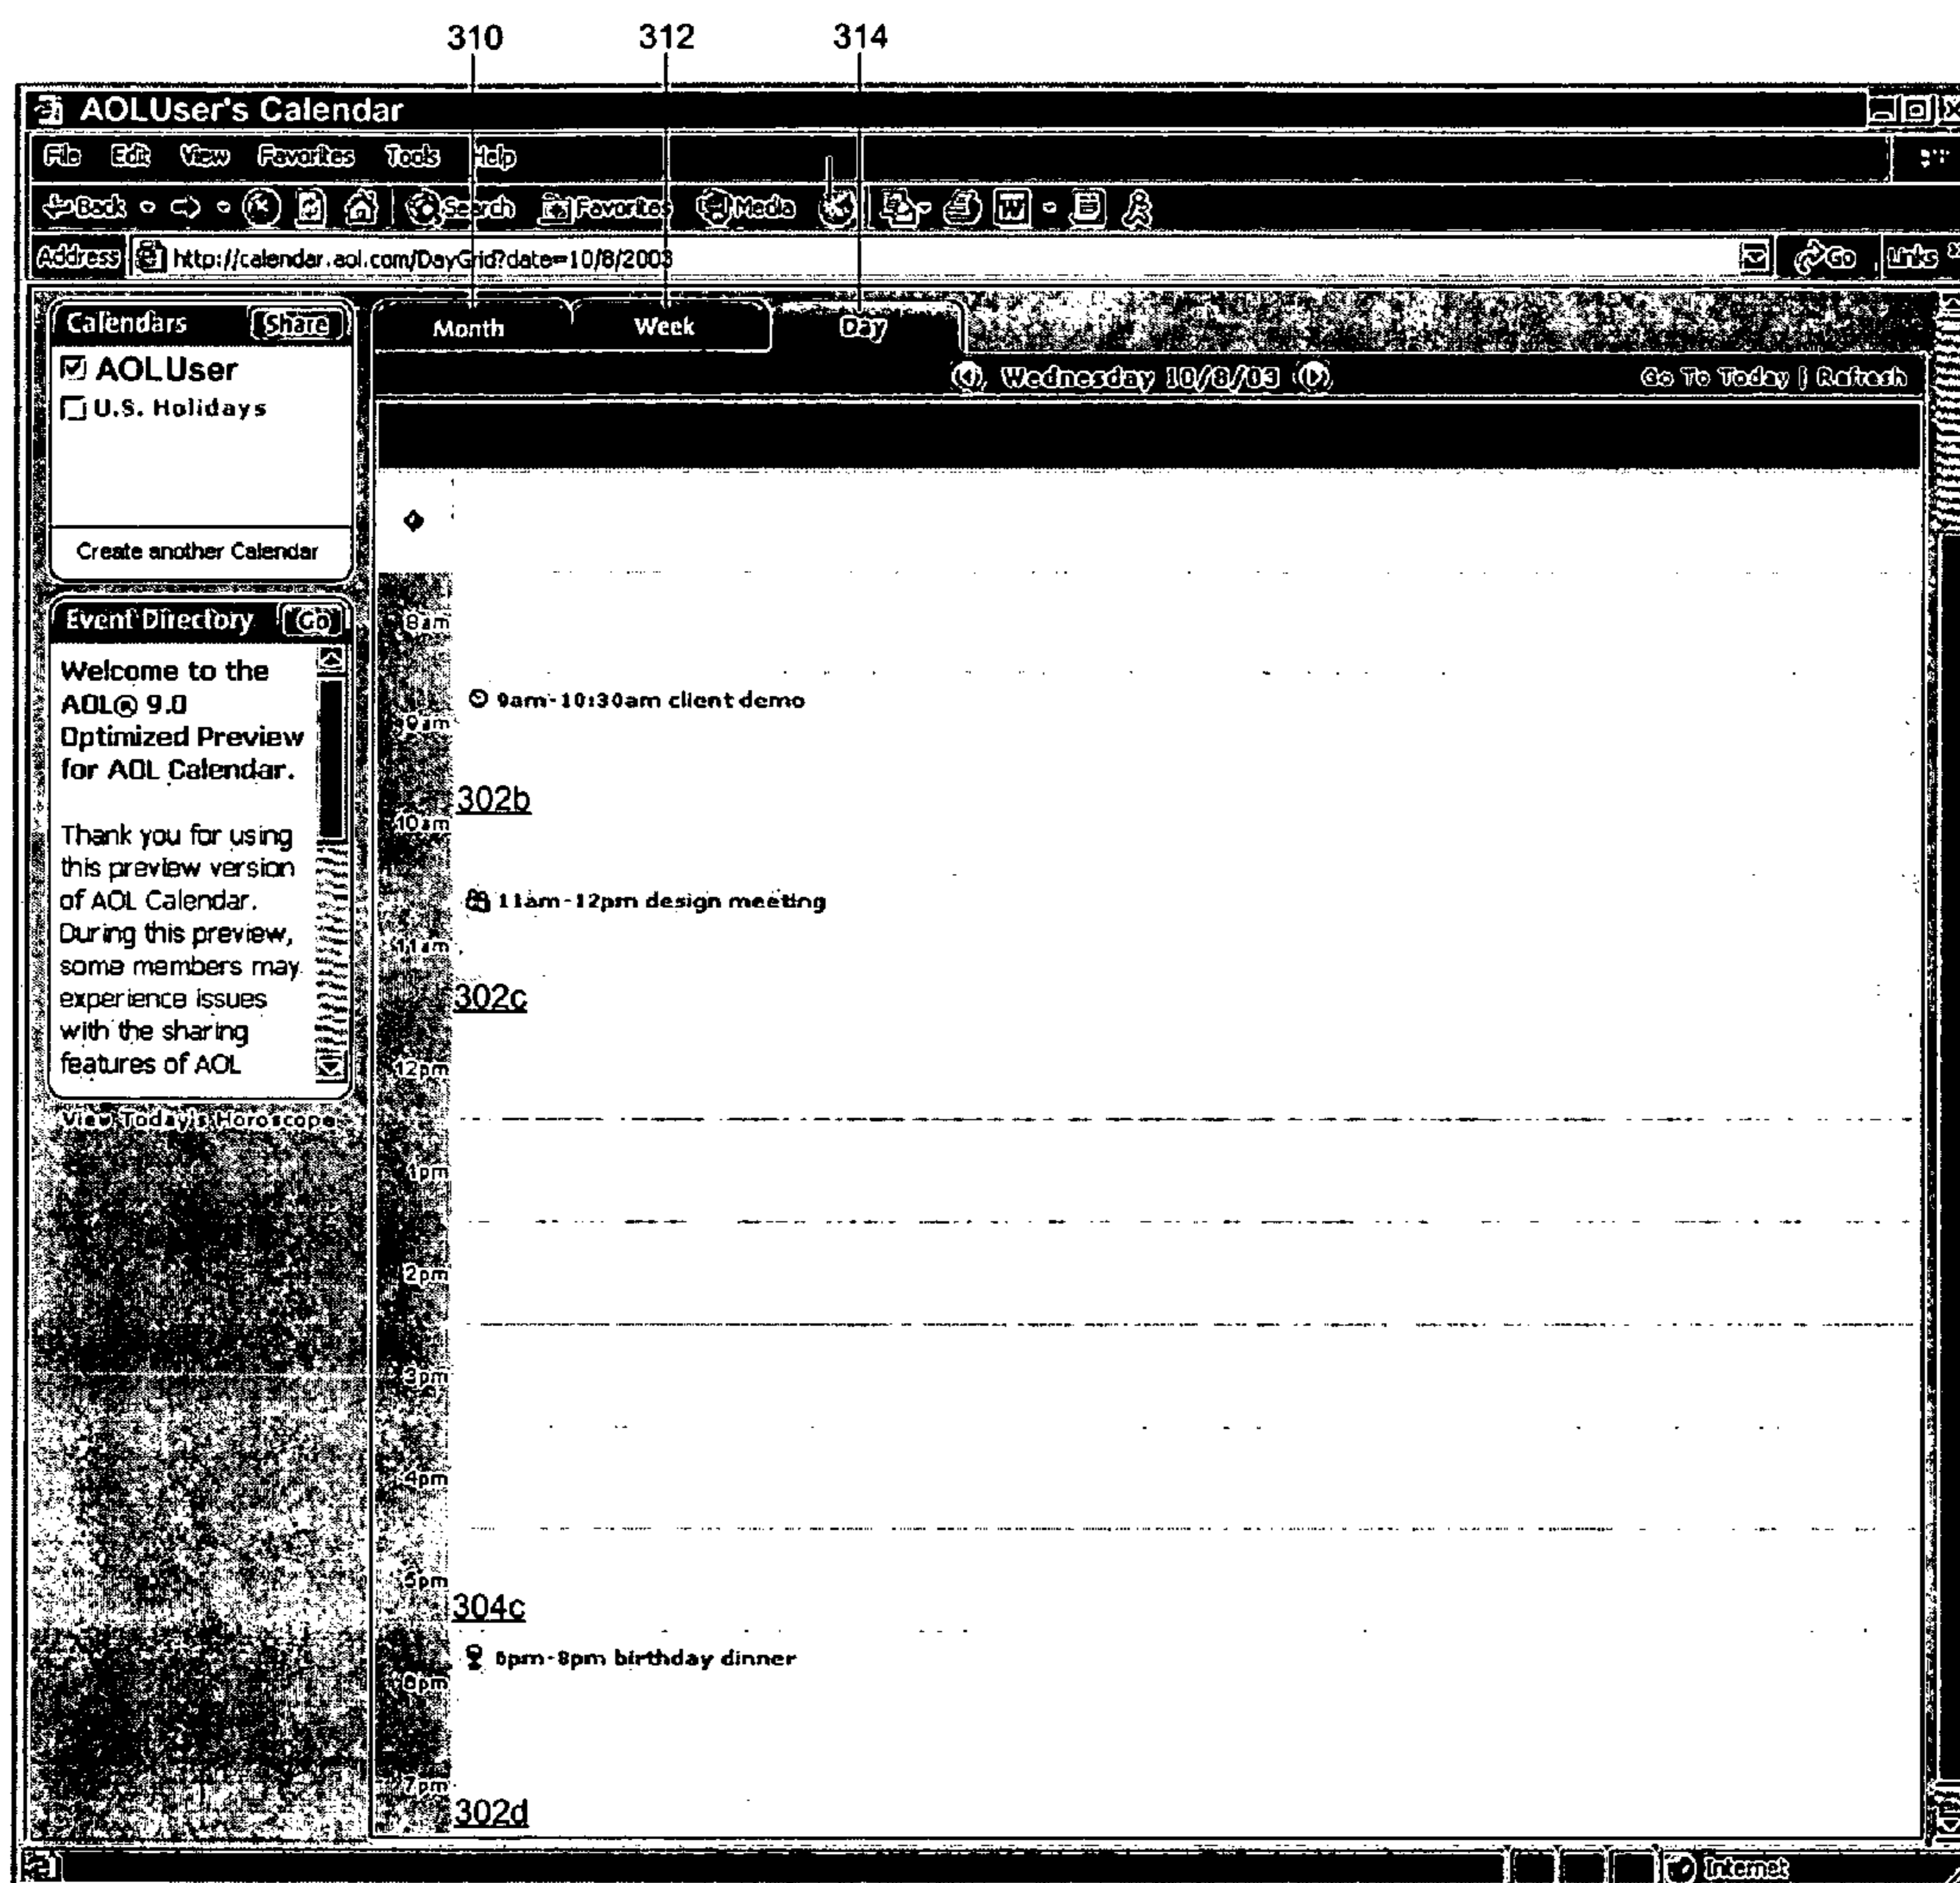 310 312 314
AOLUser's Calendar
File Edit View Favorites Tools Help
Back Search Favorites Media W
Address http://calendar.aol.com/DayGrid?date=10/8/2003 Go Links »
Calendars Share
AOLUser
U.S. Holidays
Create another Calendar
Event Directory Go
Welcome to the
AOL® 9.0
Optimized Preview
for AOL Calendar.
Thank you for using
this preview version
of AOL Calendar.
During this preview,
some members may
experience issues
with the sharing
features of AOL
View Today's Horoscope
Month Week Day
Wednesday 10/8/03 Go To Today | Refresh
8am
9am-10:30am client demo
9am
302b
10am
11am-12pm design meeting
11am
302c
12pm
1pm
2pm
3pm
4pm
5pm
304c
6pm-8pm birthday dinner
6pm
7pm
302d
Internet